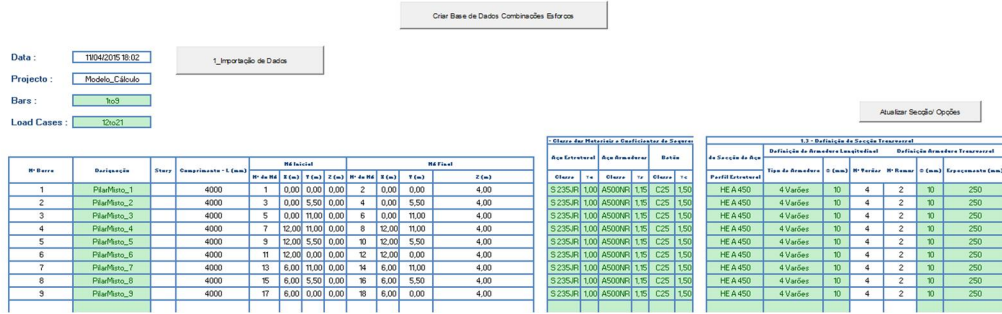 Criar Base de Dados Combinações Esforços
Data : 11/04/2015 18:02
1_Importação de Dados
Projecto : Modelo_Cálculo
Bars : 1to9
Load Cases : 12to21
Atualizar Secção/ Opções
1.3 - Definição da Secção Transversal
Aço Estrutural Aço Armaduras Betão
Definição da Armadura Longitudinal Definição Armadura Transversal
Nó Inicial Nó Final
Nº Barra Designação Story Comprimento - L (mm) Nº do Nó X (m) Y (m) Z (m) Nº do Nó X (m) Y (m) Z (m) Classe Classe Classe Perfil Estrutural Tipo de Armadura Nº Varões Nº Ramos Espaçamento (mm)
1 PilarMisto_1 4000 1 0,00 0,00 0,00 2 0,00 0,00 4,00 S 235JR 1,00 A500NR 1,15 C25 1,50 HE A 450 4 Varões 10 4 2 10 250
2 PilarMisto_2 4000 3 0,00 5,50 0,00 4 0,00 5,50 4,00 S 235JR 1,00 A500NR 1,15 C25 1,50 HE A 450 4 Varões 10 4 2 10 250
3 PilarMisto_3 4000 5 0,00 11,00 0,00 6 0,00 11,00 4,00 S 235JR 1,00 A500NR 1,15 C25 1,50 HE A 450 4 Varões 10 4 2 10 250
4 PilarMisto_4 4000 7 12,00 11,00 0,00 8 12,00 11,00 4,00 S 235JR 1,00 A500NR 1,15 C25 1,50 HE A 450 4 Varões 10 4 2 10 250
5 PilarMisto_5 4000 9 12,00 5,50 0,00 10 12,00 5,50 4,00 S 235JR 1,00 A500NR 1,15 C25 1,50 HE A 450 4 Varões 10 4 2 10 250
6 PilarMisto_6 4000 11 12,00 0,00 0,00 12 12,00 0,00 4,00 S 235JR 1,00 A500NR 1,15 C25 1,50 HE A 450 4 Varões 10 4 2 10 250
7 PilarMisto_7 4000 13 6,00 11,00 0,00 14 6,00 11,00 4,00 S 235JR 1,00 A500NR 1,15 C25 1,50 HE A 450 4 Varões 10 4 2 10 250
8 PilarMisto_8 4000 15 6,00 5,50 0,00 16 6,00 5,50 4,00 S 235JR 1,00 A500NR 1,15 C25 1,50 HE A 450 4 Varões 10 4 2 10 250
9 PilarMisto_9 4000 17 6,00 0,00 0,00 18 6,00 0,00 4,00 S 235JR 1,00 A500NR 1,15 C25 1,50 HE A 450 4 Varões 10 4 2 10 250